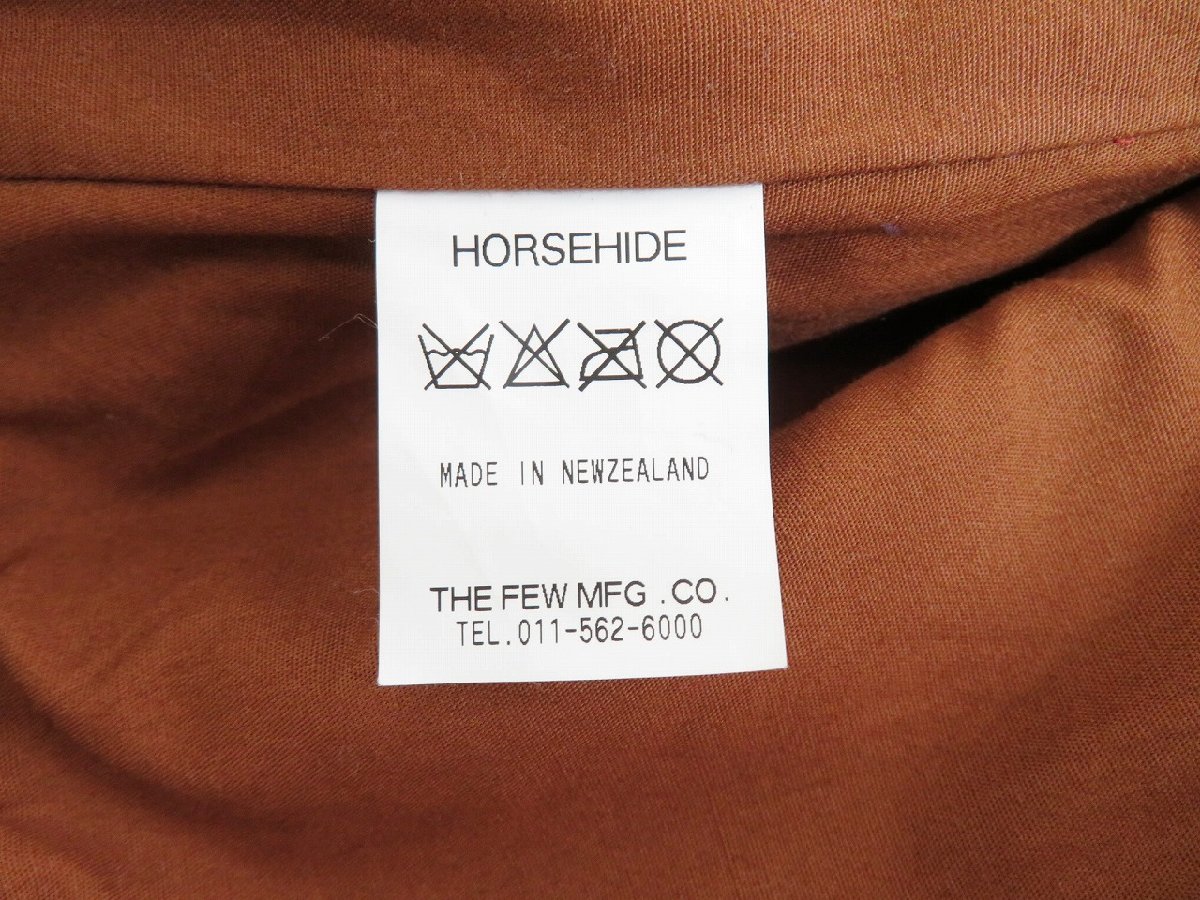 HORSEHIDE
MADE IN NEWZEALAND
THE FEW MFG .CO.
TEL.011-562-6000